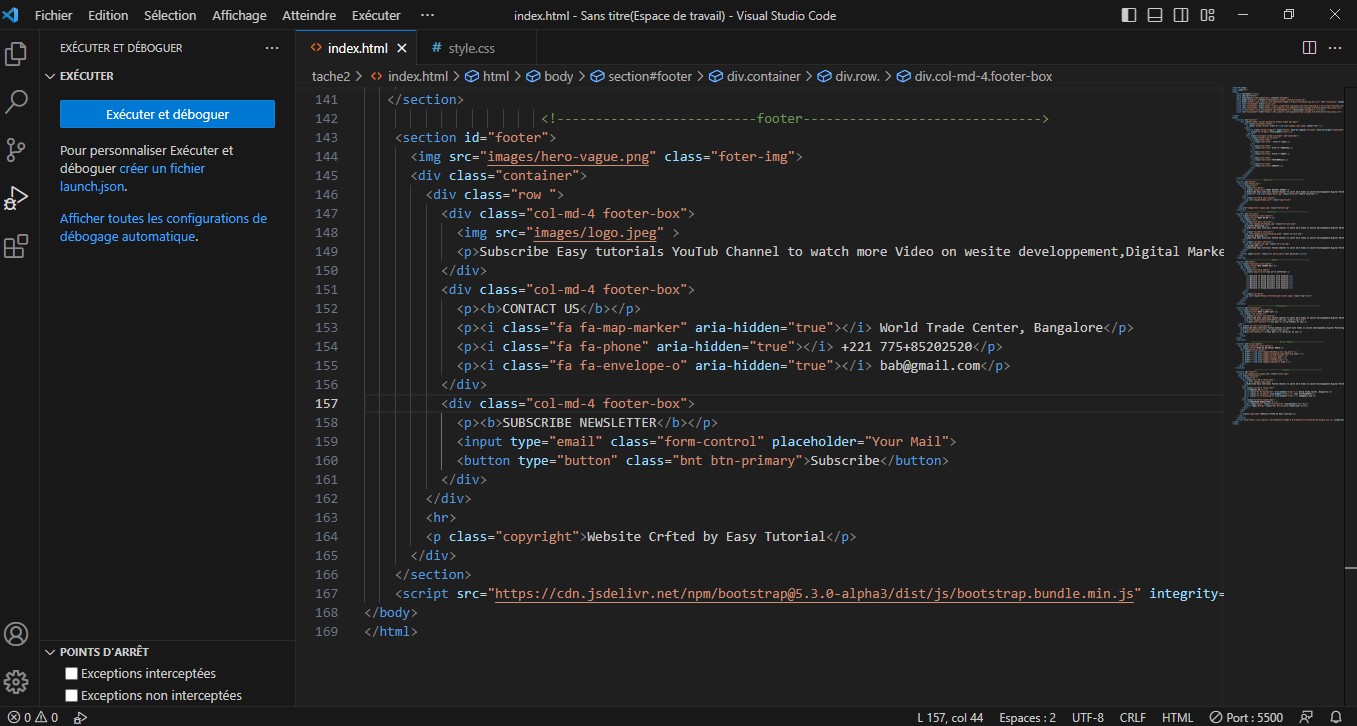 Fichier Edition Sélection Affichage Atteindre Exécuter ··· index.html - Sans titre(Espace de travail) - Visual Studio Code
EXÉCUTER ET DÉBOGUER ···
EXÉCUTER
Exécuter et déboguer
Pour personnaliser Exécuter et
déboguer créer un fichier
launch.json.
Afficher toutes les configurations de
débogage automatique.
POINTS D'ARRÊT
Exceptions interceptées
Exceptions non interceptées
index.html # style.css ···
tache2 > index.html > html > body > section#footer > div.container > div.row. > div.col-md-4.footer-box
141 </section>
142 <!--------------------------footer------------------------------->
143 <section id="footer">
144 <img src="images/hero-vague.png" class="foter-img">
145 <div class="container">
146 <div class="row ">
147 <div class="col-md-4 footer-box">
148 <img src="images/logo.jpeg" >
149 <p>Subscribe Easy tutorials YouTub Channel to watch more Video on wesite developpement,Digital Marke
150 </div>
151 <div class="col-md-4 footer-box">
152 <p><b>CONTACT US</b></p>
153 <p><i class="fa fa-map-marker" aria-hidden="true"></i> World Trade Center, Bangalore</p>
154 <p><i class="fa fa-phone" aria-hidden="true"></i> +221 775+85202520</p>
155 <p><i class="fa fa-envelope-o" aria-hidden="true"></i> bab@gmail.com</p>
156 </div>
157 <div class="col-md-4 footer-box">
158 <p><b>SUBSCRIBE NEWSLETTER</b></p>
159 <input type="email" class="form-control" placeholder="Your Mail">
160 <button type="button" class="bnt btn-primary">Subscribe</button>
161 </div>
162 </div>
163 <hr>
164 <p class="copyright">Website Crfted by Easy Tutorial</p>
165 </div>
166 </section>
167 <script src="https://cdn.jsdelivr.net/npm/bootstrap@5.3.0-alpha3/dist/js/bootstrap.bundle.min.js" integrity=
168 </body>
169 </html>
0 0 L 157, col 44 Espaces : 2 UTF-8 CRLF HTML Port : 5500